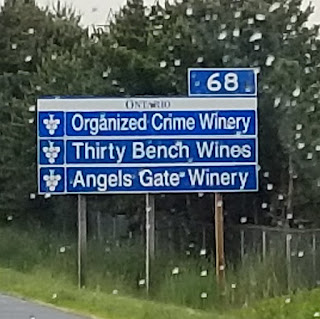 68
ONTARIO
Organized Crime Winery
Thirty Bench Wines
Angels Gate Winery